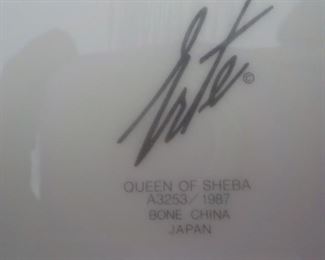 Erté ©
QUEEN OF SHEBA
A3253/1987
BONE CHINA
JAPAN